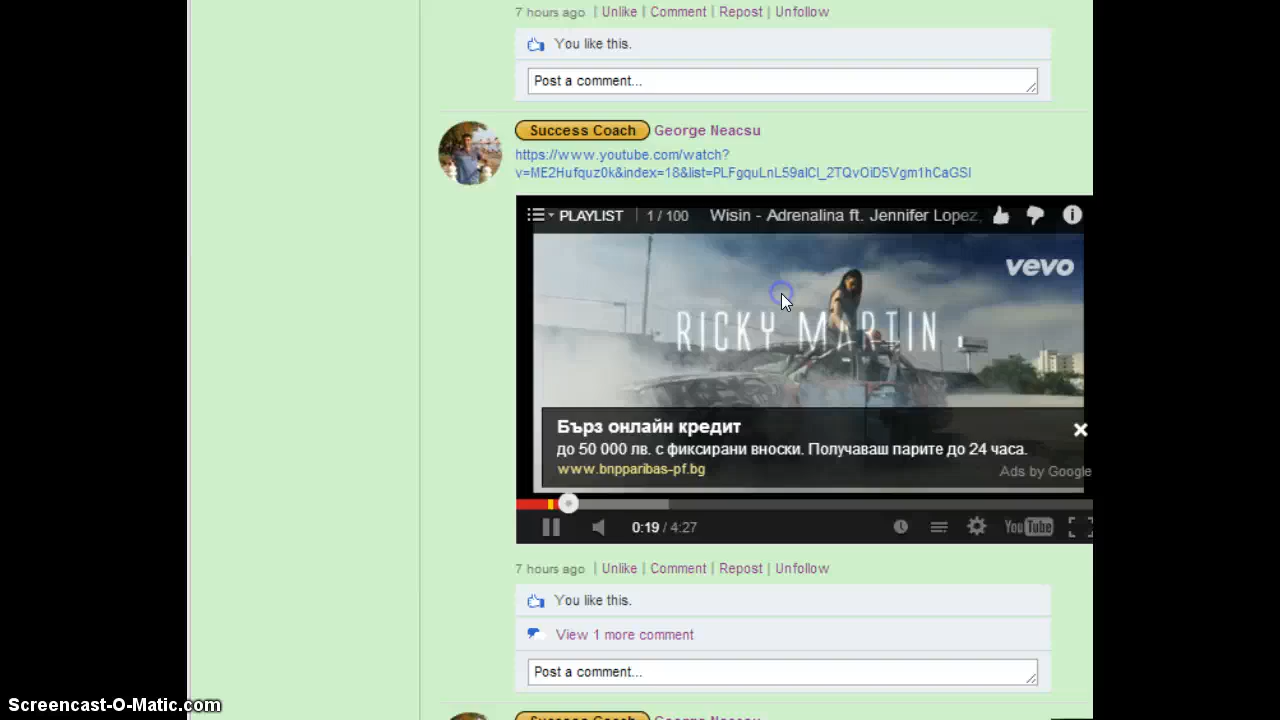 7 hours ago | Unlike | Comment | Repost | Unfollow
You like this.
Post a comment...
Success Coach George Neacsu
https://www.youtube.com/watch?
v=ME2Hufquz0k&index=18&list=PLFgquLnL59alCl_2TQvOiD5Vgm1hCaGSI
PLAYLIST | 1 / 100 Wisin - Adrenalina ft. Jennifer Lopez,
vevo
RICKY MARTIN
Бърз онлайн кредит
до 50 000 лв. с фиксирани вноски. Получаваш парите до 24 часа.
www.bnpparibas-pf.bg
Ads by Google
0:19 / 4:27
YouTube
7 hours ago | Unlike | Comment | Repost | Unfollow
You like this.
View 1 more comment
Post a comment...
Screencast-O-Matic.com
Success Coach George Neacsu